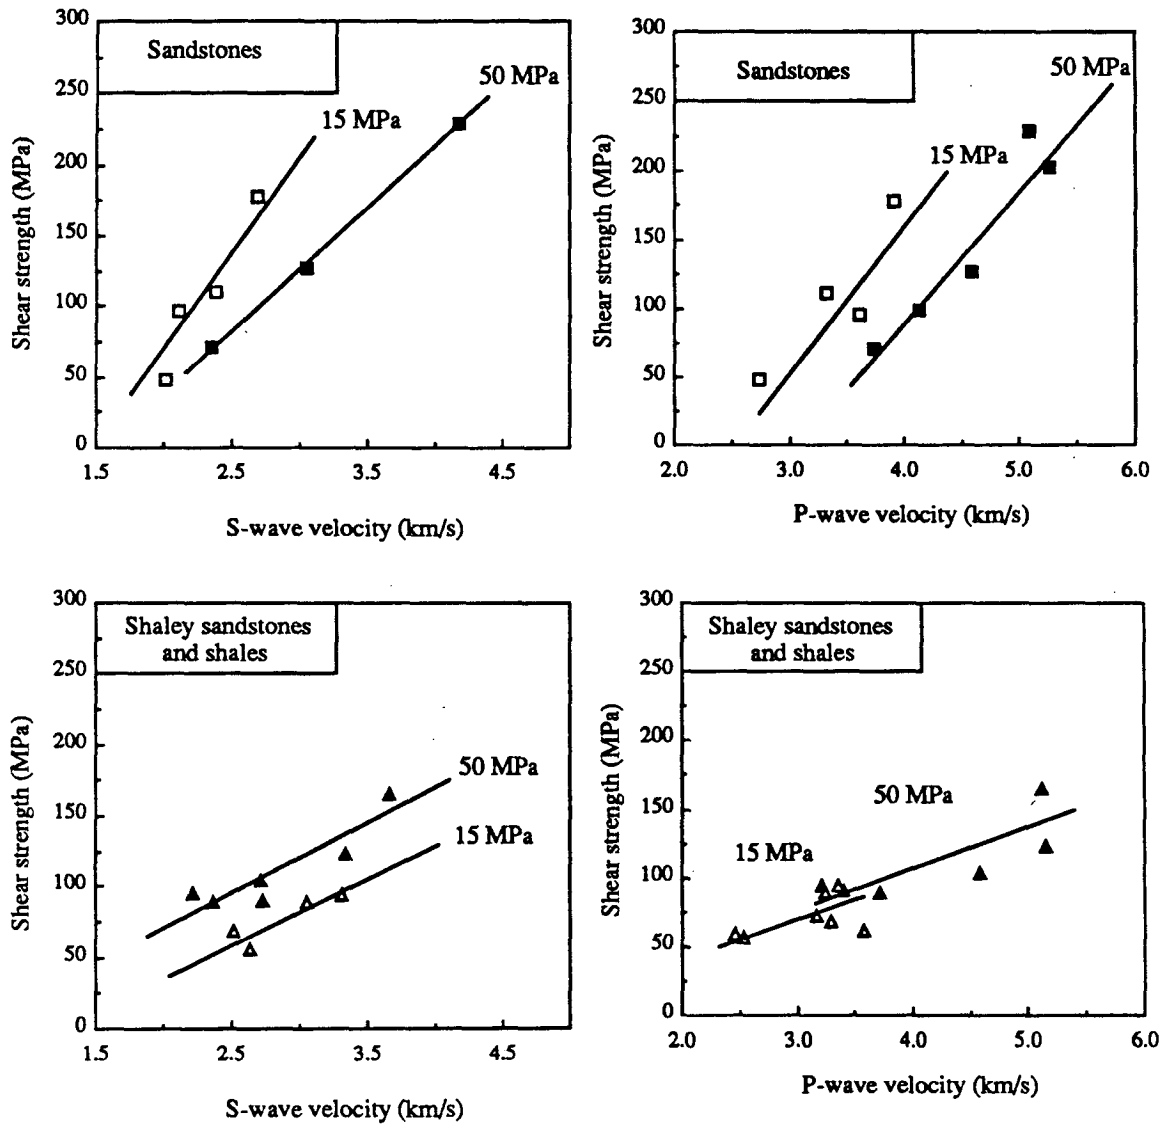 300
250
200
150
100
50
0
Shear strength (MPa)
Sandstones
15 MPa
50 MPa
1.5 2.5 3.5 4.5
S-wave velocity (km/s)
300
250
200
150
100
50
0
Shear strength (MPa)
Sandstones
15 MPa
50 MPa
2.0 3.0 4.0 5.0 6.0
P-wave velocity (km/s)
300
250
200
150
100
50
0
Shear strength (MPa)
Shaley sandstones
and shales
50 MPa
15 MPa
1.5 2.5 3.5 4.5
S-wave velocity (km/s)
300
250
200
150
100
50
0
Shear strength (MPa)
Shaley sandstones
and shales
50 MPa
15 MPa
2.0 3.0 4.0 5.0 6.0
P-wave velocity (km/s)